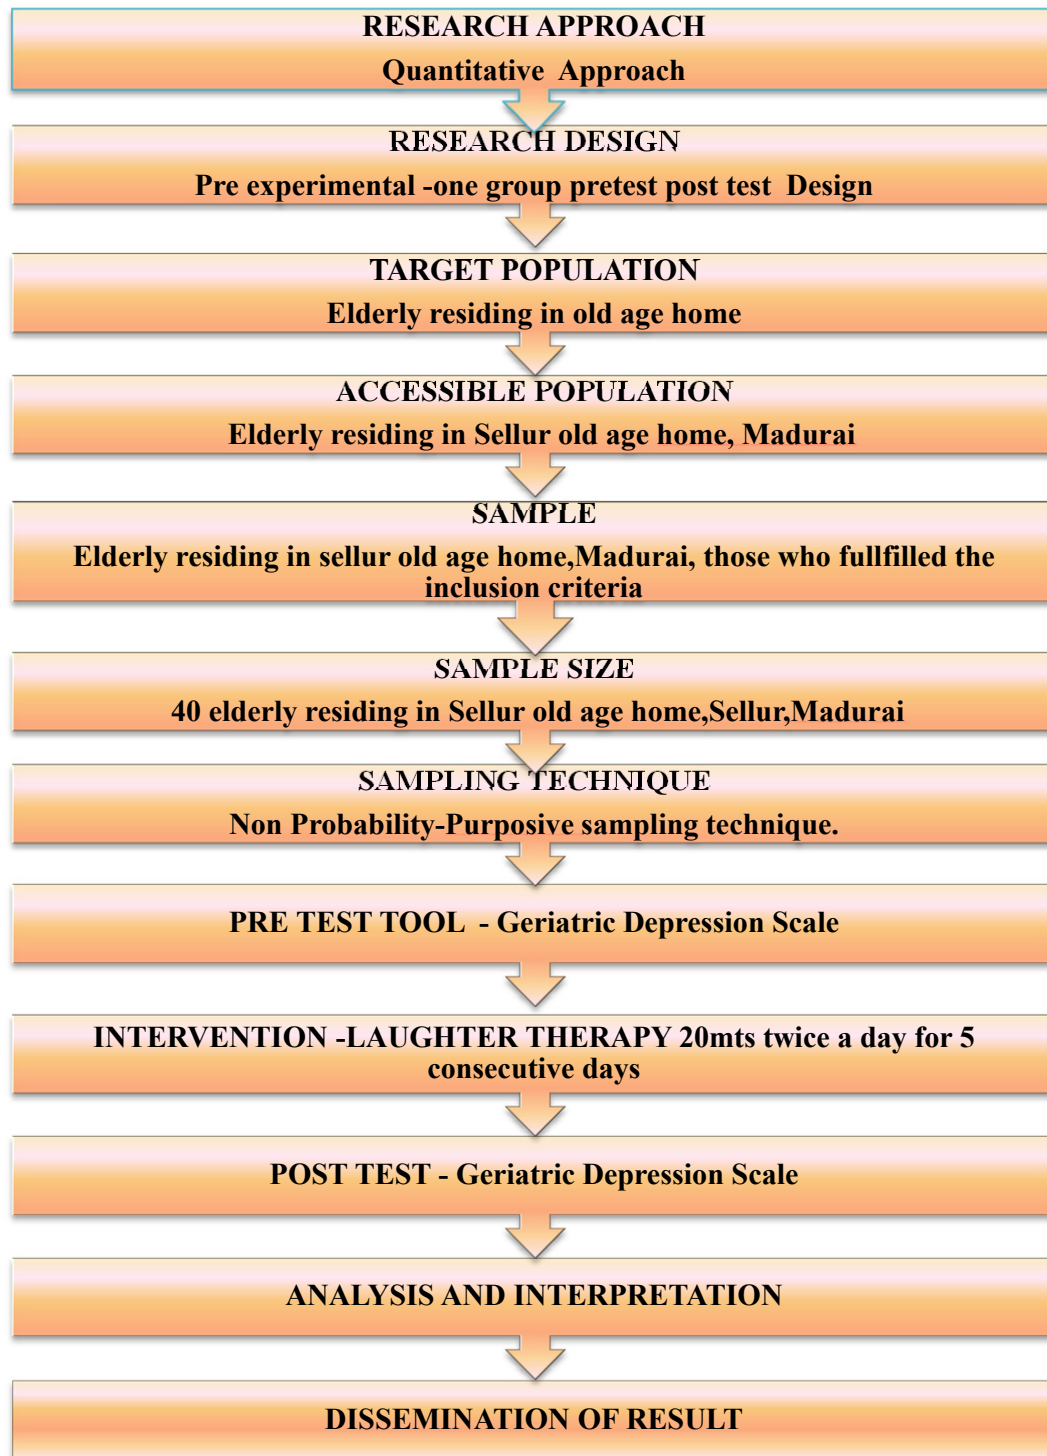 RESEARCH APPROACH
Quantitative Approach
RESEARCH DESIGN
Pre experimental -one group pretest post test Design
TARGET POPULATION
Elderly residing in old age home
ACCESSIBLE POPULATION
Elderly residing in Sellur old age home, Madurai
SAMPLE
Elderly residing in sellur old age home,Madurai, those who fullfilled the
inclusion criteria
SAMPLE SIZE
40 elderly residing in Sellur old age home,Sellur,Madurai
SAMPLING TECHNIQUE
Non Probability-Purposive sampling technique.
PRE TEST TOOL - Geriatric Depression Scale
INTERVENTION -LAUGHTER THERAPY 20mts twice a day for 5
consecutive days
POST TEST - Geriatric Depression Scale
ANALYSIS AND INTERPRETATION
DISSEMINATION OF RESULT